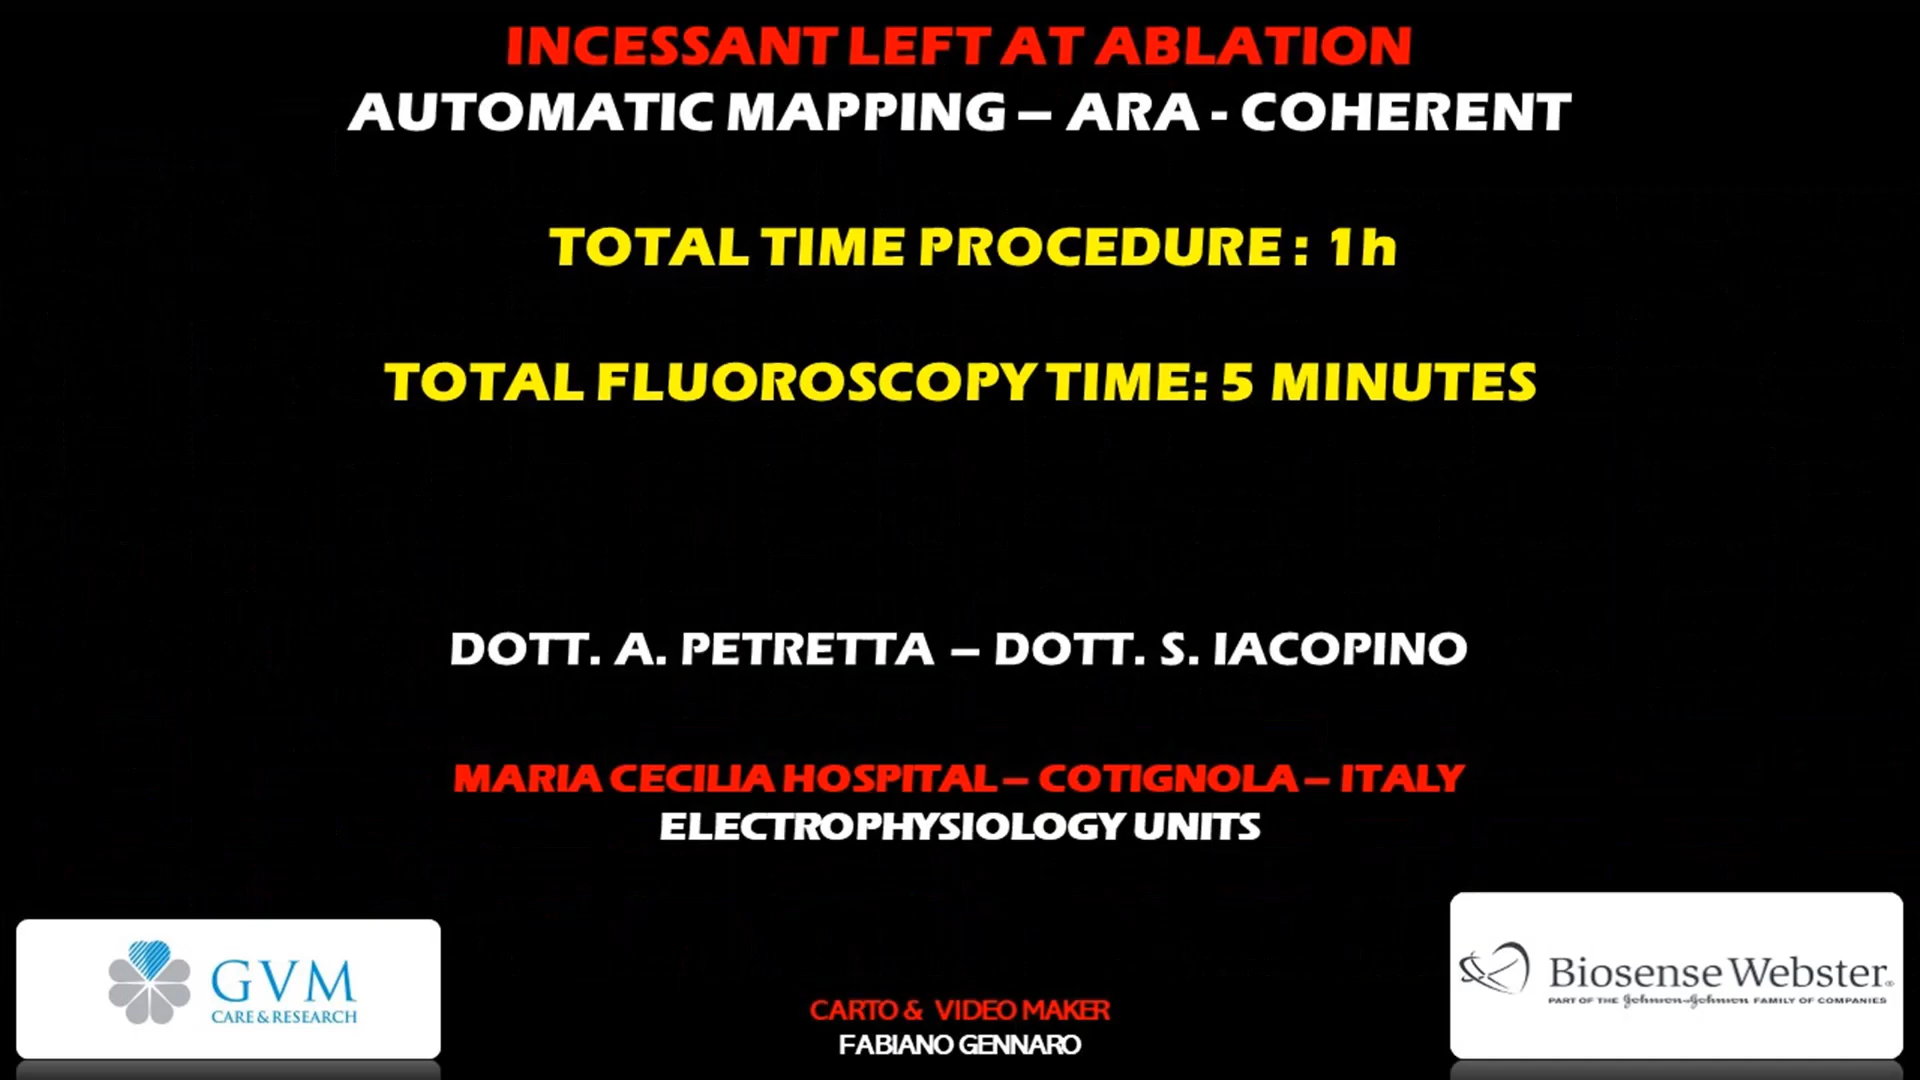 INCESSANT LEFT AT ABLATION
AUTOMATIC MAPPING – ARA - COHERENT
TOTAL TIME PROCEDURE : 1h
TOTAL FLUOROSCOPY TIME: 5 MINUTES
DOTT. A. PETRETTA – DOTT. S. IACOPINO
MARIA CECILIA HOSPITAL – COTIGNOLA – ITALY
ELECTROPHYSIOLOGY UNITS
GVM
CARE & RESEARCH
CARTO & VIDEO MAKER
FABIANO GENNARO
Biosense Webster®
PART OF THE Johnson-Johnson FAMILY OF COMPANIES